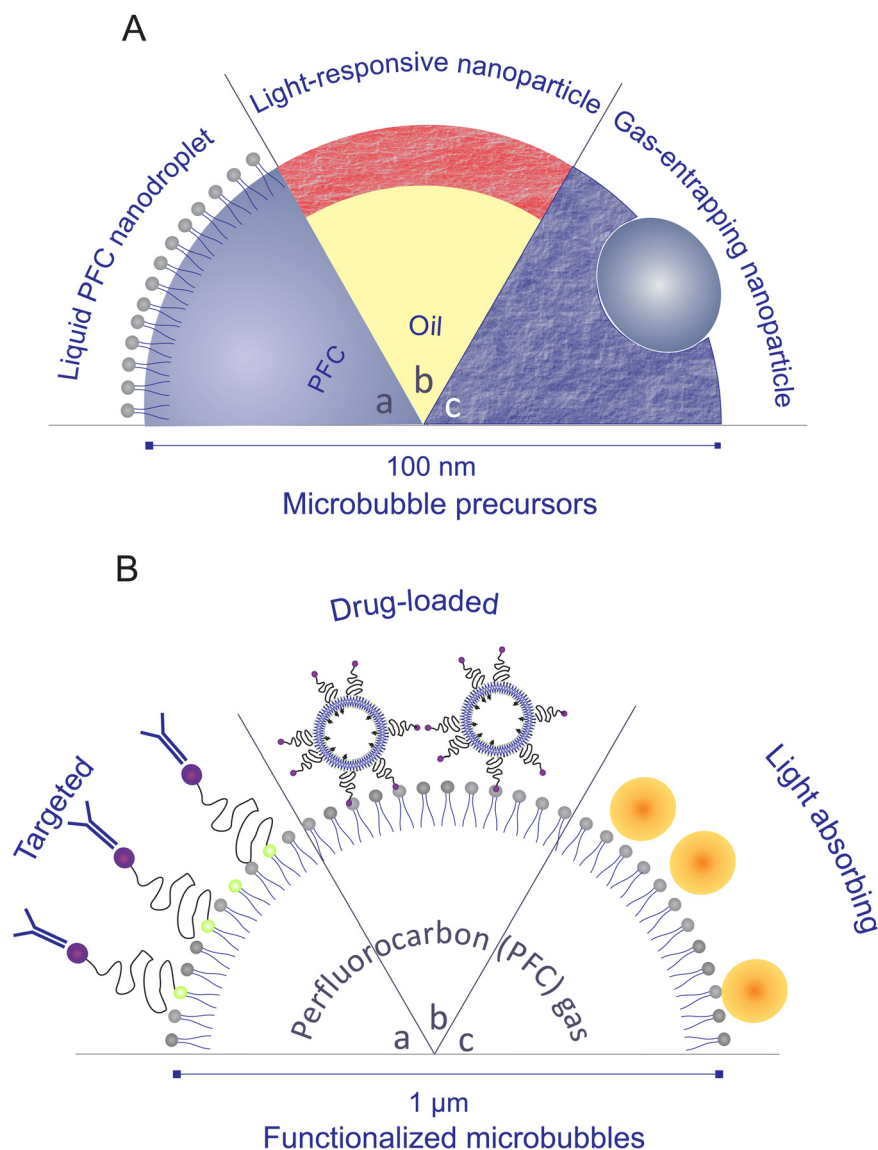 A
Light-responsive nanoparticle
Liquid PFC nanodroplet
Gas-entrapping nanoparticle
Oil
PFC
a
b
c
100 nm
Microbubble precursors
B
Drug-loaded
Targeted
Light absorbing
Perfluorocarbon (PFC) gas
a
b
c
1 μm
Functionalized microbubbles